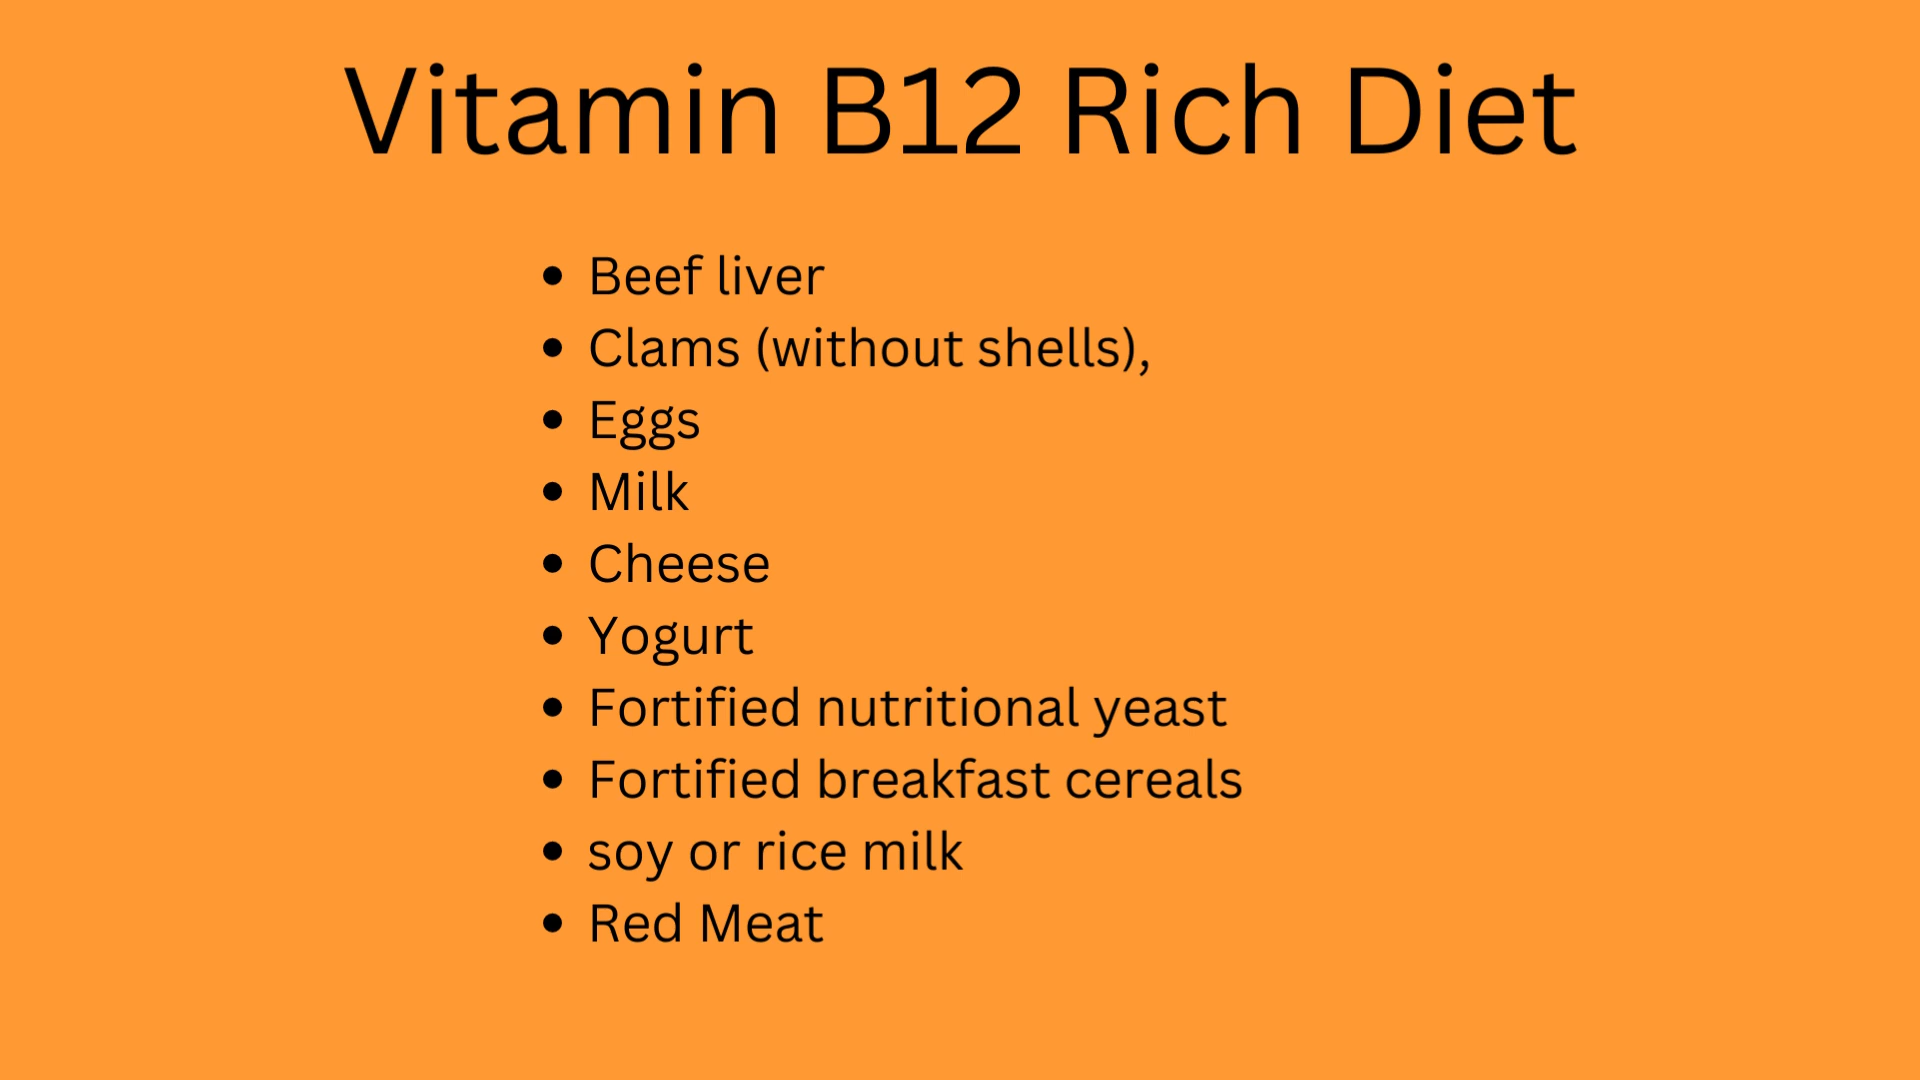 Vitamin B12 Rich Diet
• Beef liver
• Clams (without shells),
• Eggs
• Milk
• Cheese
• Yogurt
• Fortified nutritional yeast
• Fortified breakfast cereals
• soy or rice milk
• Red Meat